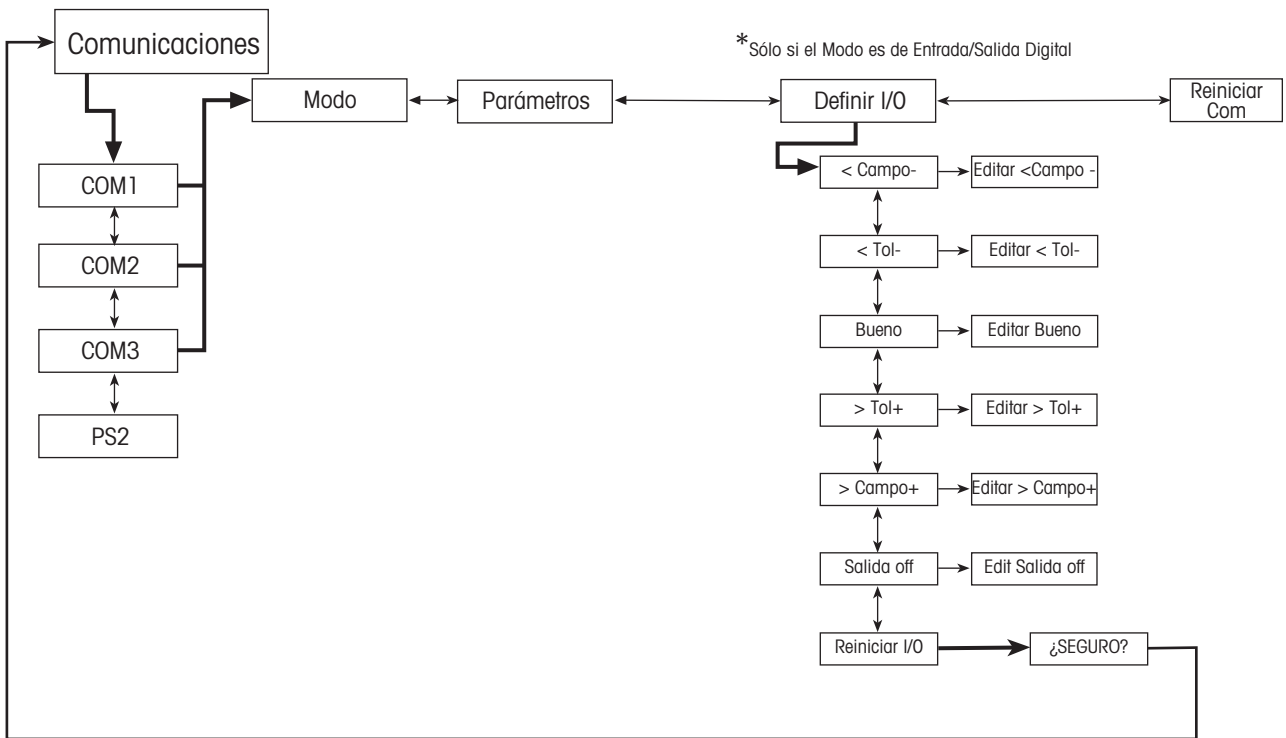 Comunicaciones
*Sólo si el Modo es de Entrada/Salida Digital
Modo
Parámetros
Definir I/O
Reiniciar
Com
COM1
COM2
COM3
PS2
< Campo-
Editar <Campo -
< Tol-
Editar < Tol-
Bueno
Editar Bueno
> Tol+
Editar > Tol+
> Campo+
Editar > Campo+
Salida off
Edit Salida off
Reiniciar I/O
¿SEGURO?